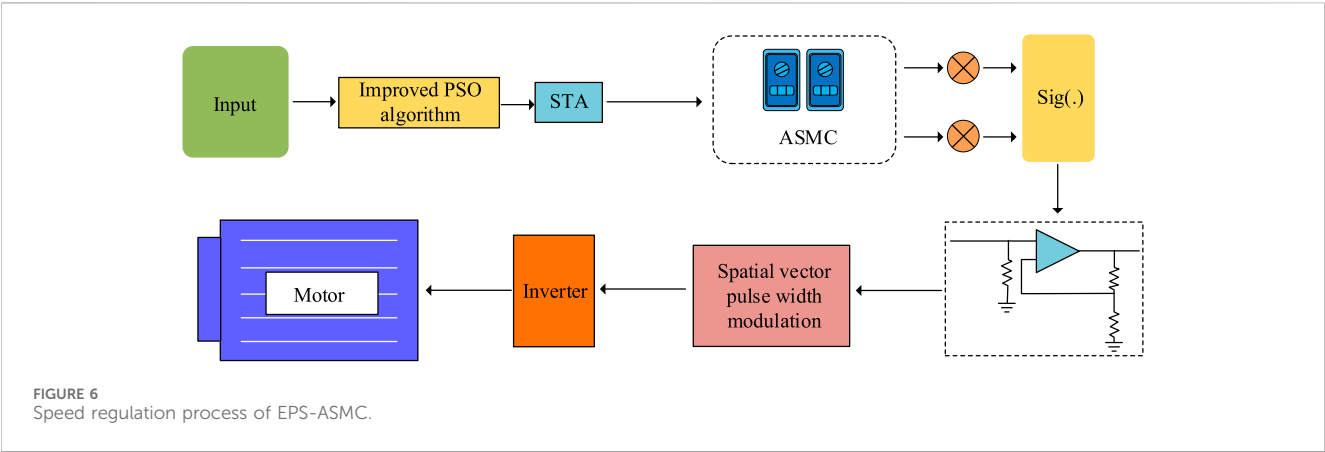 Input
Improved PSO
algorithm
STA
ASMC
Sig(.)
Motor
Inverter
Spatial vector
pulse width
modulation
FIGURE 6
Speed regulation process of EPS-ASMC.